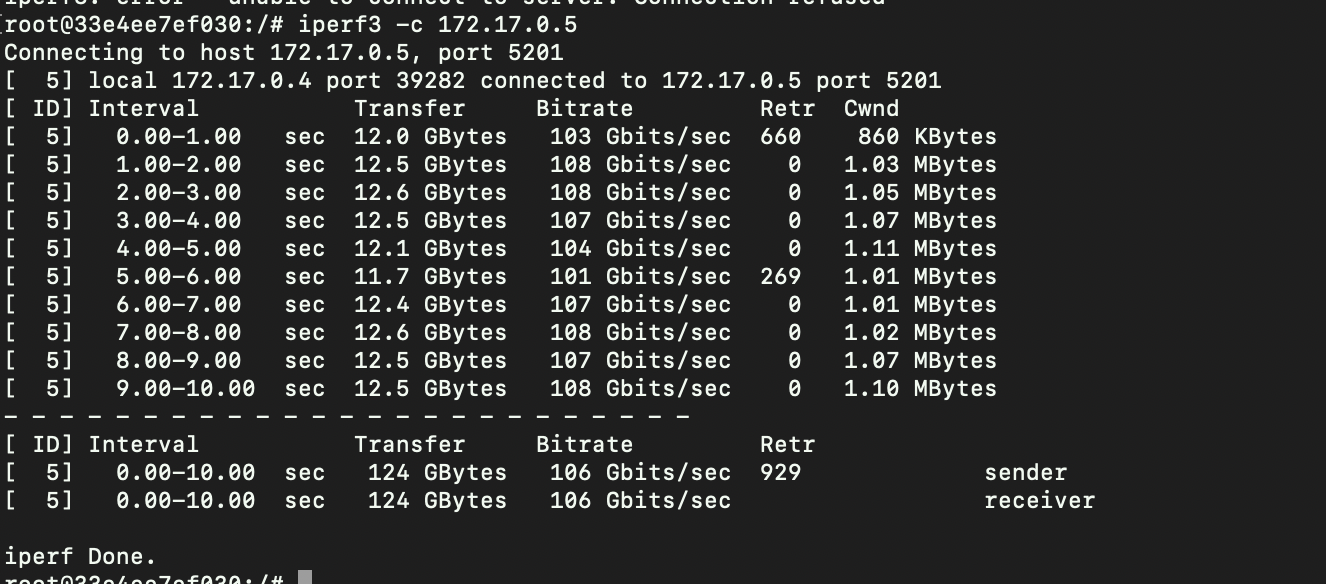 iperf3: error - unable to connect to server: Connection refused
root@33e4ee7ef030:/# iperf3 -c 172.17.0.5
Connecting to host 172.17.0.5, port 5201
[  5] local 172.17.0.4 port 39282 connected to 172.17.0.5 port 5201
[ ID] Interval           Transfer     Bitrate         Retr  Cwnd
[  5]   0.00-1.00   sec  12.0 GBytes   103 Gbits/sec  660    860 KBytes
[  5]   1.00-2.00   sec  12.5 GBytes   108 Gbits/sec    0   1.03 MBytes
[  5]   2.00-3.00   sec  12.6 GBytes   108 Gbits/sec    0   1.05 MBytes
[  5]   3.00-4.00   sec  12.5 GBytes   107 Gbits/sec    0   1.07 MBytes
[  5]   4.00-5.00   sec  12.1 GBytes   104 Gbits/sec    0   1.11 MBytes
[  5]   5.00-6.00   sec  11.7 GBytes   101 Gbits/sec  269   1.01 MBytes
[  5]   6.00-7.00   sec  12.4 GBytes   107 Gbits/sec    0   1.01 MBytes
[  5]   7.00-8.00   sec  12.6 GBytes   108 Gbits/sec    0   1.02 MBytes
[  5]   8.00-9.00   sec  12.5 GBytes   107 Gbits/sec    0   1.07 MBytes
[  5]   9.00-10.00  sec  12.5 GBytes   108 Gbits/sec    0   1.10 MBytes
- - - - - - - - - - - - - - - - - - - - - - - - -
[ ID] Interval           Transfer     Bitrate         Retr
[  5]   0.00-10.00  sec   124 GBytes   106 Gbits/sec  929             sender
[  5]   0.00-10.00  sec   124 GBytes   106 Gbits/sec                  receiver
iperf Done.
root@33e4ee7ef030:/#